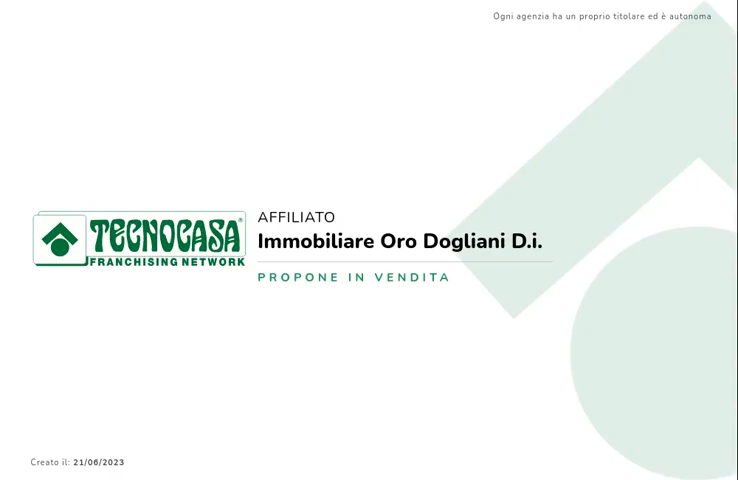 Ogni agenzia ha un proprio titolare ed è autonoma
TECNOCASA®
FRANCHISING NETWORK
AFFILIATO
Immobiliare Oro Dogliani D.i.
PROPONE IN VENDITA
Creato il: 21/06/2023